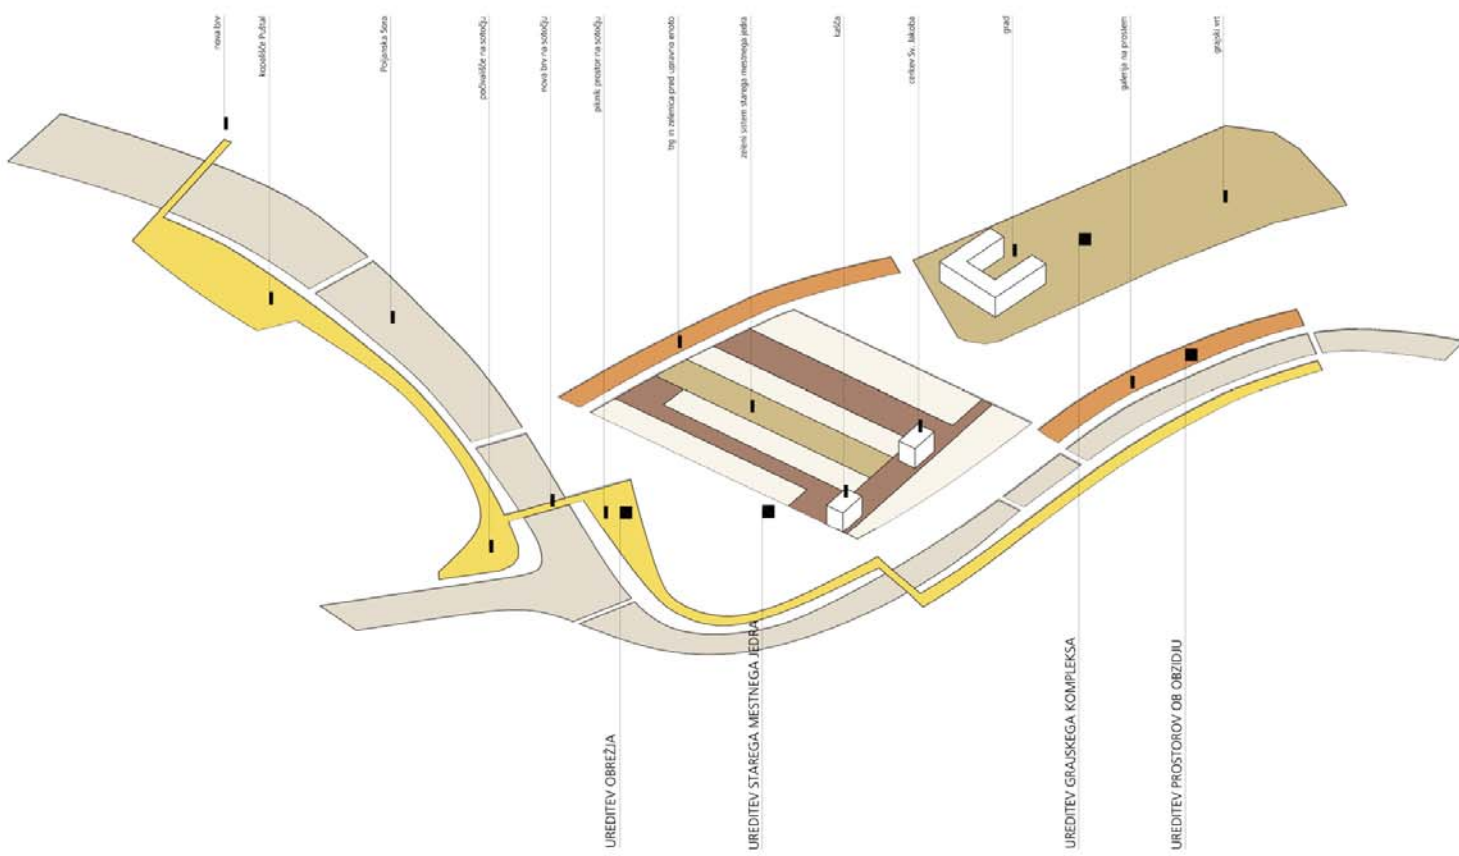 nova brv
kopališče Puštal
Poljanska Sora
počivališče na sotočju
nova brv na sotočju
piknik prostor na sotočju
trg in zelenica pred upravno enoto
zeleni sistem starega mestnega jedra
kašča
cerkev Sv. Jakoba
grad
galerija na prostem
grajski vrt
UREDITEV OBREŽJA
UREDITEV STAREGA MESTNEGA JEDRA
UREDITEV GRAJSKEGA KOMPLEKSA
UREDITEV PROSTOROV OB OBZIDJU